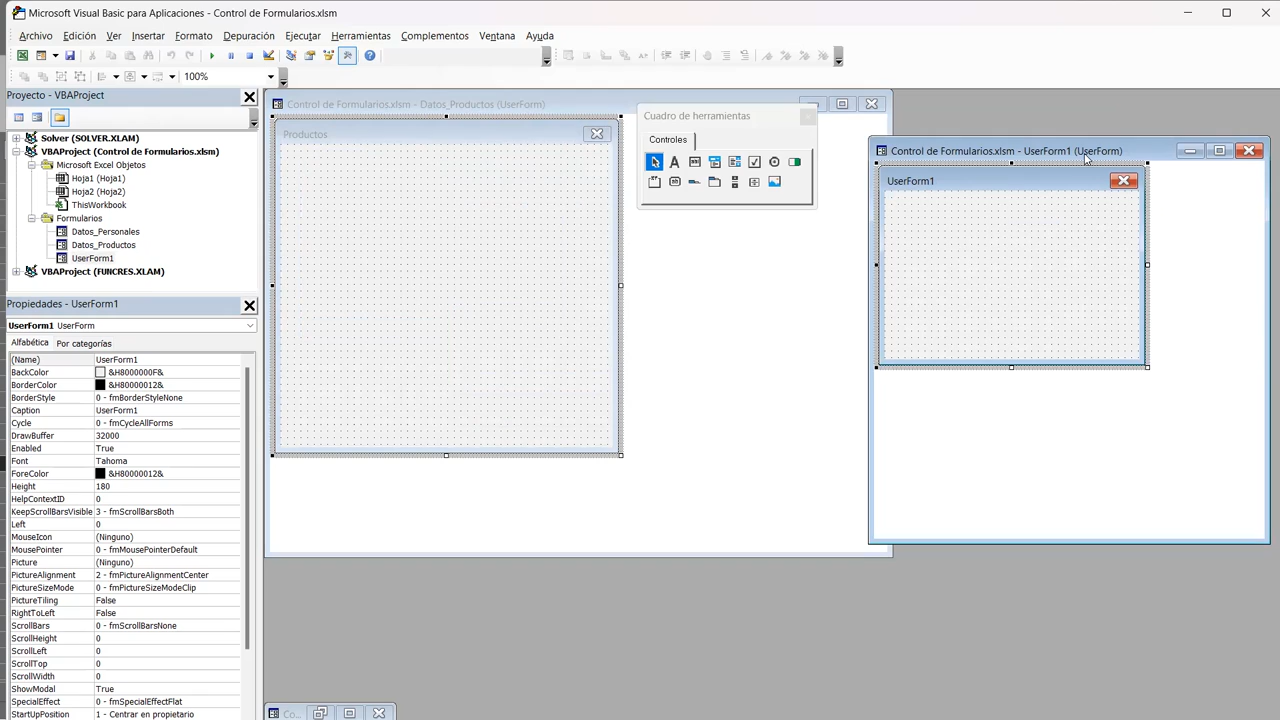 Microsoft Visual Basic para Aplicaciones - Control de Formularios.xlsm
Archivo Edición Ver Insertar Formato Depuración Ejecutar Herramientas Complementos Ventana Ayuda
100%
Proyecto - VBAProject
Solver (SOLVER.XLAM)
VBAProject (Control de Formularios.xlsm)
Microsoft Excel Objetos
Hoja1 (Hoja1)
Hoja2 (Hoja2)
ThisWorkbook
Formularios
Datos_Personales
Datos_Productos
UserForm1
VBAProject (FUNCRES.XLAM)
Propiedades - UserForm1
UserForm1 UserForm
Alfabética Por categorías
(Name) UserForm1
BackColor &H8000000F&
BorderColor &H80000012&
BorderStyle 0 - fmBorderStyleNone
Caption UserForm1
Cycle 0 - fmCycleAllForms
DrawBuffer 32000
Enabled True
Font Tahoma
ForeColor &H80000012&
Height 180
HelpContextID 0
KeepScrollBarsVisible 3 - fmScrollBarsBoth
Left 0
MouseIcon (Ninguno)
MousePointer 0 - fmMousePointerDefault
Picture (Ninguno)
PictureAlignment 2 - fmPictureAlignmentCenter
PictureSizeMode 0 - fmPictureSizeModeClip
PictureTiling False
RightToLeft False
ScrollBars 0 - fmScrollBarsNone
ScrollHeight 0
ScrollLeft 0
ScrollTop 0
ScrollWidth 0
ShowModal True
SpecialEffect 0 - fmSpecialEffectFlat
StartUpPosition 1 - Centrar en propietario
Control de Formularios.xlsm - Datos_Productos (UserForm)
Productos
Cuadro de herramientas
Controles
Control de Formularios.xlsm - UserForm1 (UserForm)
UserForm1
Co...